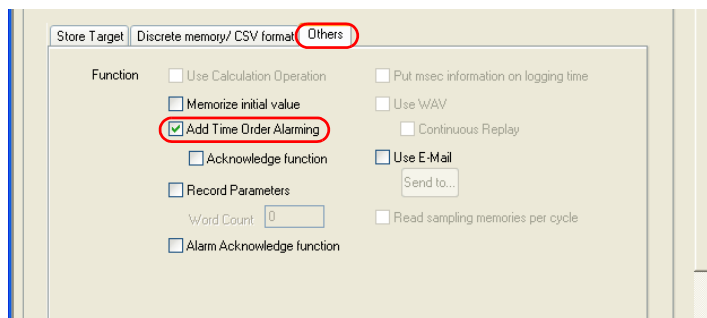 Store Target
Discrete memory/ CSV format
Others
Function
Use Calculation Operation
Put msec information on logging time
Memorize initial value
Use WAV
Add Time Order Alarming
Continuous Replay
Acknowledge function
Use E-Mail
Send to...
Record Parameters
Word Count 0
Read sampling memories per cycle
Alarm Acknowledge function